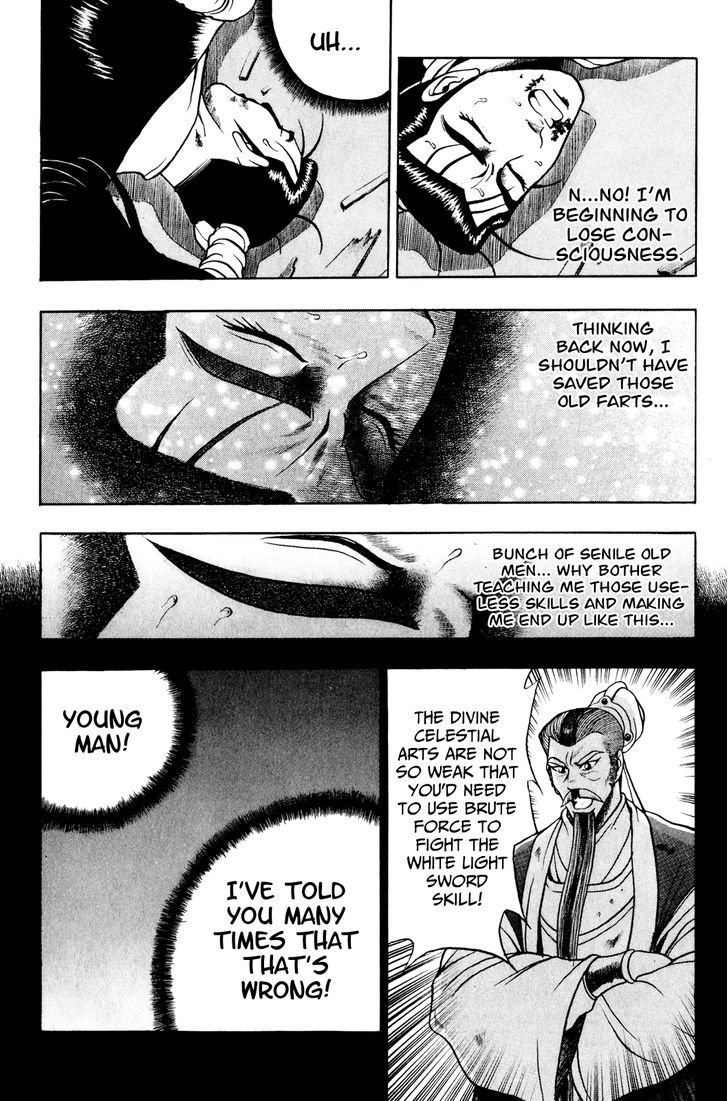 UH...
N...NO! I'M
BEGINNING TO
LOSE CON-
SCIOUSNESS.
THINKING
BACK NOW, I
SHOULDN'T HAVE
SAVED THOSE
OLD FARTS...
BUNCH OF SENILE OLD
MEN... WHY BOTHER
TEACHING ME THOSE USE-
LESS SKILLS AND MAKING
ME END UP LIKE THIS...
YOUNG
MAN!
I'VE TOLD
YOU MANY
TIMES THAT
THAT'S
WRONG!
THE DIVINE
CELESTIAL
ARTS ARE NOT
SO WEAK THAT
YOU'D NEED
TO USE BRUTE
FORCE TO
FIGHT THE
WHITE LIGHT
SWORD
SKILL!